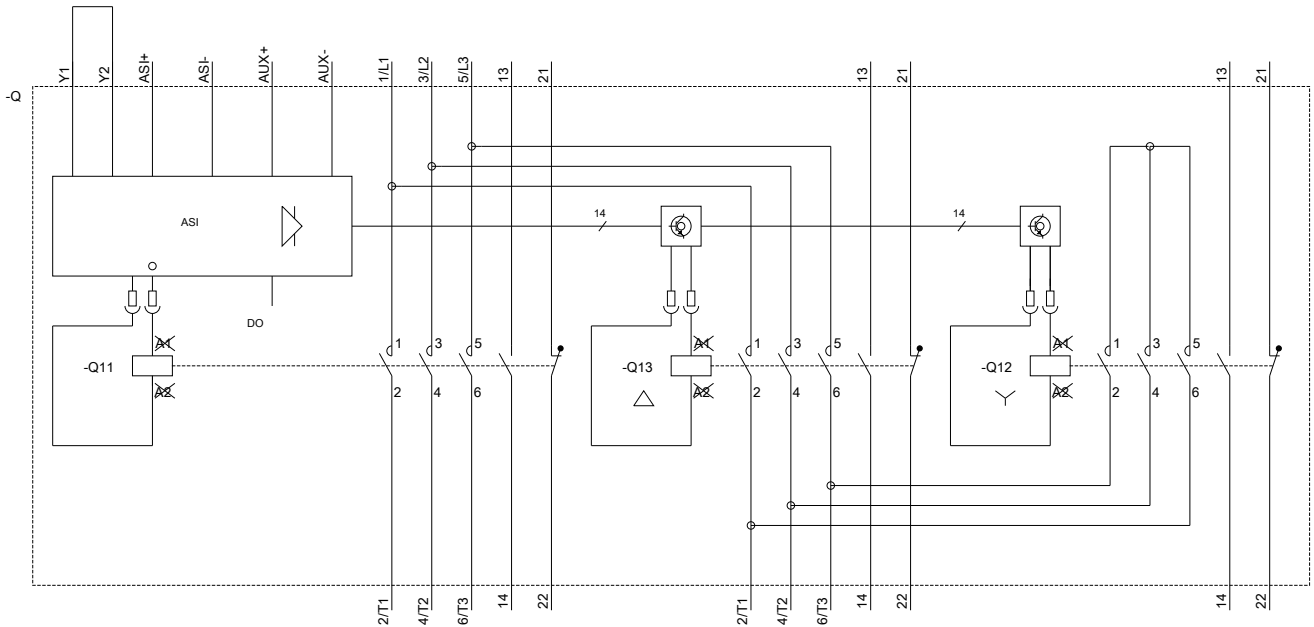 Y1 Y2 ASI+ ASI- AUX+ AUX- 1/L1 3/L2 5/L3 13 21 13 21 13 21
-Q
ASI 14 14
DO
A1 1 3 5 A1 1 3 5 A1 1 3 5
-Q11 -Q13 -Q12
A2 2 4 6 A2 2 4 6 A2 2 4 6
2/T1 4/T2 6/T3 14 22 2/T1 4/T2 6/T3 14 22 14 22